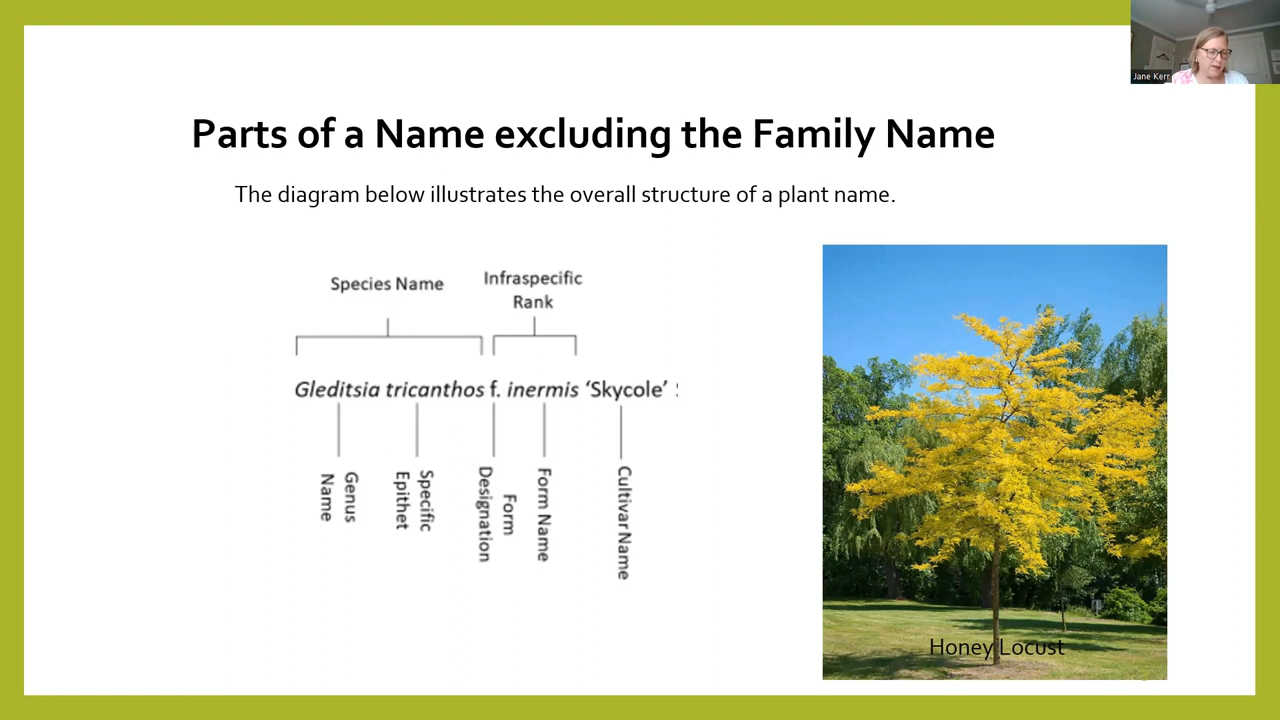 Jane Kerr
Parts of a Name excluding the Family Name
The diagram below illustrates the overall structure of a plant name.
Species Name
Infraspecific
Rank
Gleditsia tricanthos f. inermis ‘Skycole’
Genus
Name
Specific
Epithet
Form
Designation
Form Name
Cultivar Name
Honey Locust